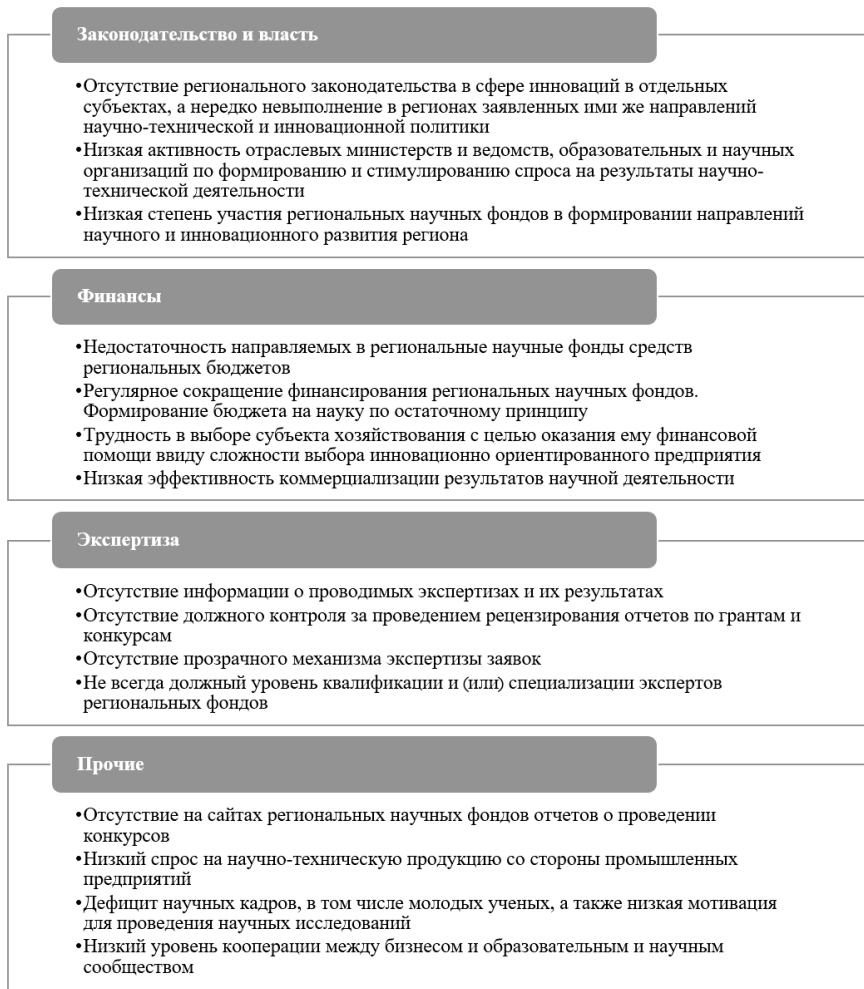 Законодательство и власть
•Отсутствие регионального законодательства в сфере инноваций в отдельных
субъектах, а нередко невыполнение в регионах заявленных ими же направлений
научно-технической и инновационной политики
•Низкая активность отраслевых министерств и ведомств, образовательных и научных
организаций по формированию и стимулированию спроса на результаты научно-
технической деятельности
•Низкая степень участия региональных научных фондов в формировании направлений
научного и инновационного развития региона
Финансы
•Недостаточность направляемых в региональные научные фонды средств
региональных бюджетов
•Регулярное сокращение финансирования региональных научных фондов.
Формирование бюджета на науку по остаточному принципу
•Трудность в выборе субъекта хозяйствования с целью оказания ему финансовой
помощи ввиду сложности выбора инновационно ориентированного предприятия
•Низкая эффективность коммерциализации результатов научной деятельности
Экспертиза
•Отсутствие информации о проводимых экспертизах и их результатах
•Отсутствие должного контроля за проведением рецензирования отчетов по грантам и
конкурсам
•Отсутствие прозрачного механизма экспертизы заявок
•Не всегда должный уровень квалификации и (или) специализации экспертов
региональных фондов
Прочие
•Отсутствие на сайтах региональных научных фондов отчетов о проведении
конкурсов
•Низкий спрос на научно-техническую продукцию со стороны промышленных
предприятий
•Дефицит научных кадров, в том числе молодых ученых, а также низкая мотивация
для проведения научных исследований
•Низкий уровень кооперации между бизнесом и образовательным и научным
сообществом